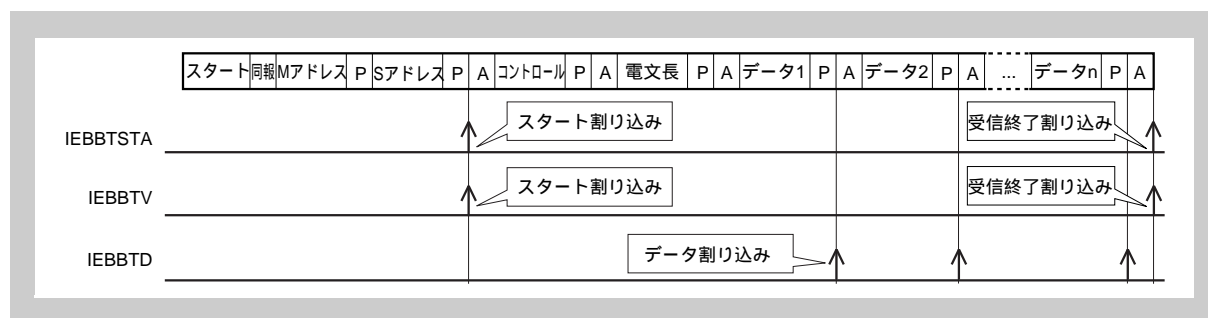 スタート 同報 Mアドレス P Sアドレス P A コントロール P A 電文長 P A データ1 P A データ2 P A ... データn P A
スタート割り込み 受信終了割り込み
IEBBTSTA
スタート割り込み 受信終了割り込み
IEBBTV
データ割り込み
IEBBTD